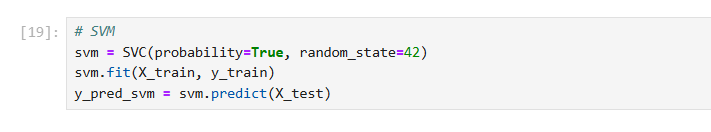 [19]: # SVM
svm = SVC(probability=True, random_state=42)
svm.fit(X_train, y_train)
y_pred_svm = svm.predict(X_test)